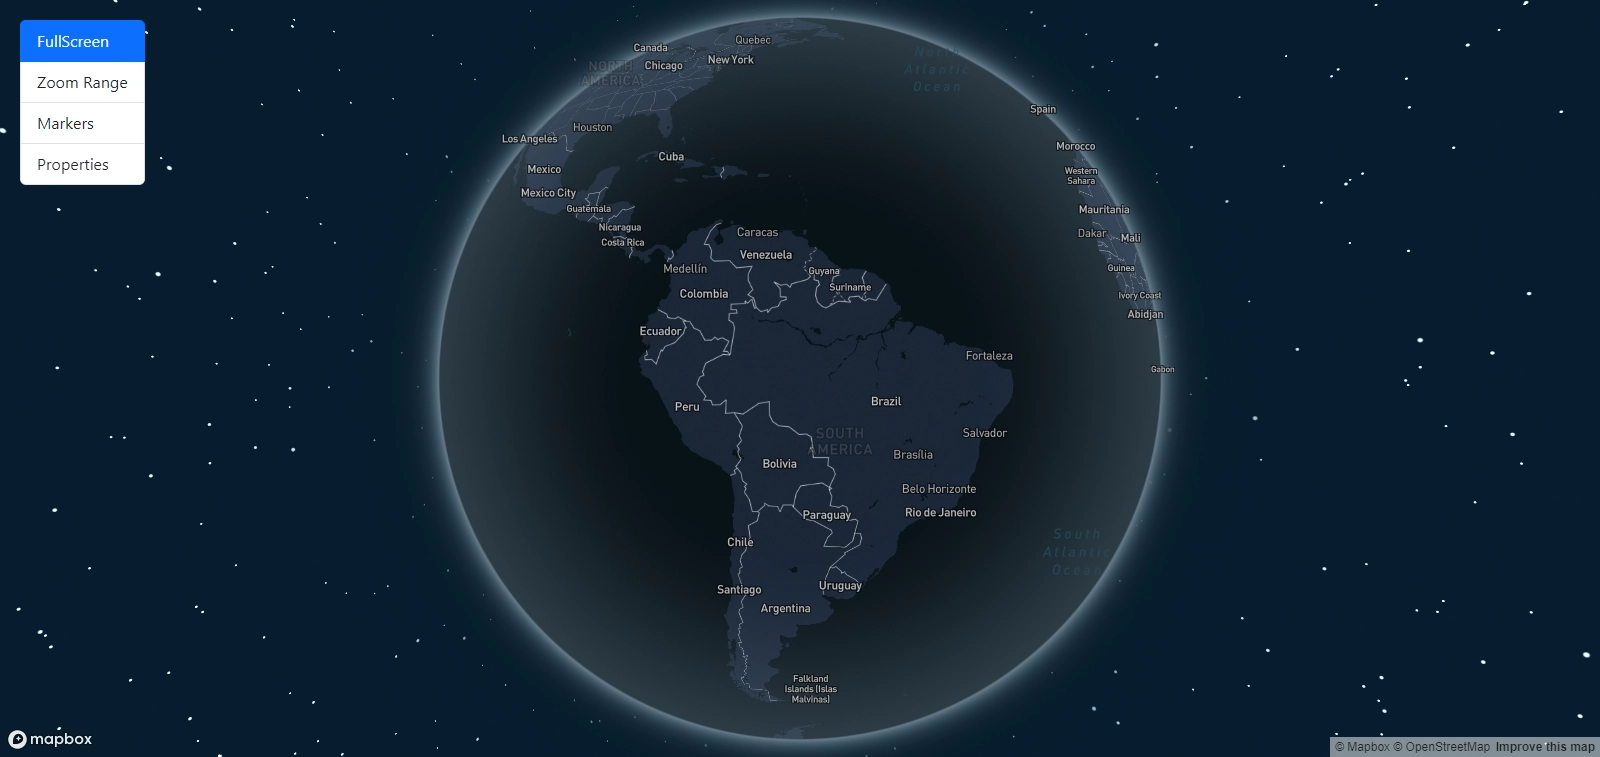 FullScreen
Zoom Range
Markers
Properties
Quebec
Canada
New York
Chicago
NORTH
AMERICA
North
Atlantic
Ocean
Spain
Houston
Los Angeles
Morocco
Cuba
Mexico
Western
Sahara
Mexico City
Guatemala
Mauritania
Nicaragua
Costa Rica
Caracas
Dakar
Mali
Venezuela
Medellín
Guyana
Guinea
Suriname
Colombia
Ivory Coast
Abidjan
Ecuador
Fortaleza
Gabon
Peru
Brazil
SOUTH
AMERICA
Salvador
Brasília
Bolivia
Belo Horizonte
Rio de Janeiro
Paraguay
Chile
South
Atlantic
Ocean
Santiago
Uruguay
Argentina
Falkland
Islands (Islas
Malvinas)
mapbox
© Mapbox © OpenStreetMap Improve this map